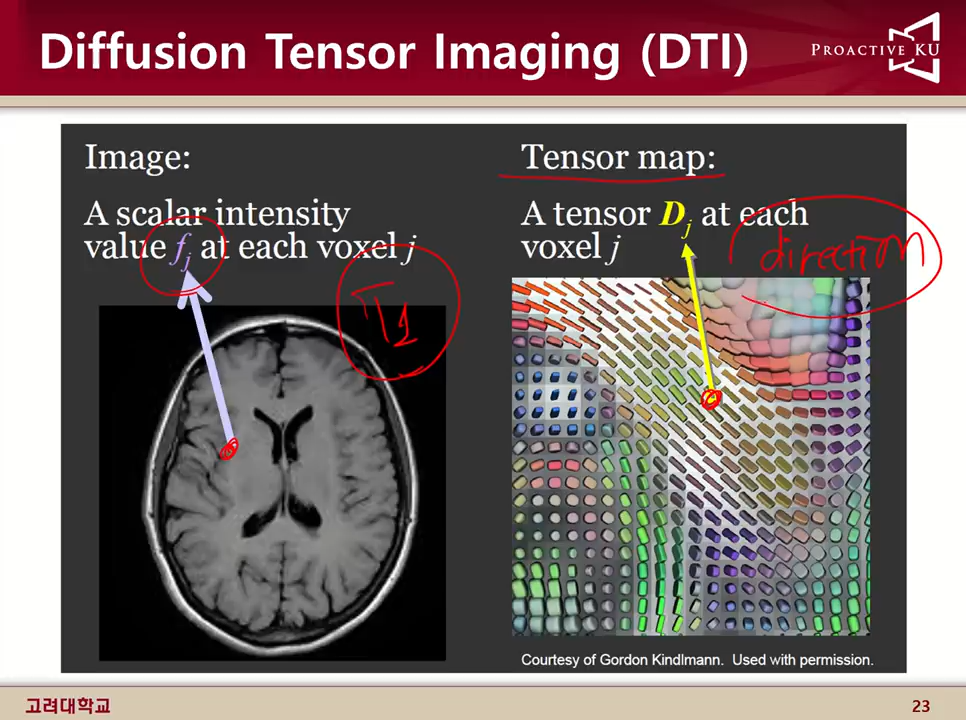 Diffusion Tensor Imaging (DTI)
PROACTIVE KU
Image:
A scalar intensity
value fj at each voxel j
T1
Tensor map:
A tensor Dj at each
voxel j
direction
Courtesy of Gordon Kindlmann. Used with permission.
고려대학교
23